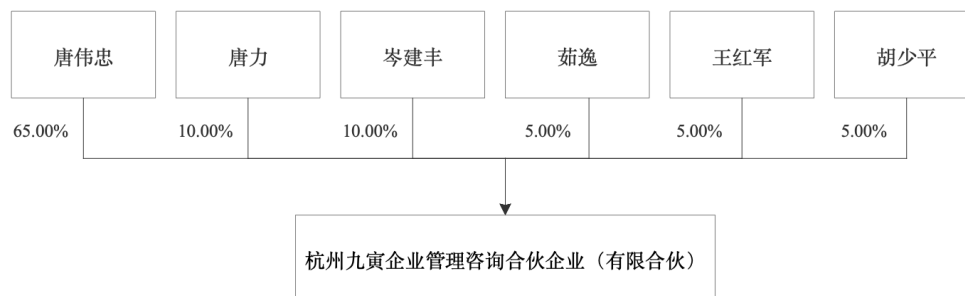 唐伟忠 唐力 岑建丰 茹逸 王红军 胡少平
65.00% 10.00% 10.00% 5.00% 5.00% 5.00%
杭州九寅企业管理咨询合伙企业（有限合伙）